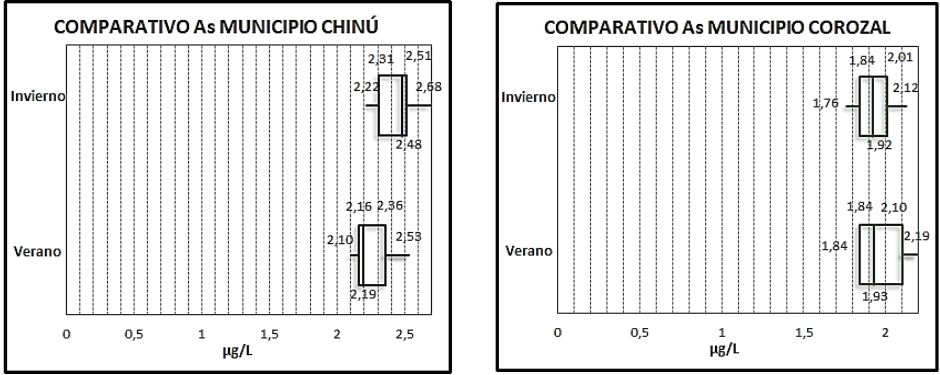 COMPARATIVO As MUNICIPIO CHINÚ
2,31 2,51
Invierno 2,22 2,68
2,48
2,16 2,36
Verano 2,10 2,53
2,19
0 0,5 1 1,5 2 2,5
µg/L
COMPARATIVO As MUNICIPIO COROZAL
1,84 2,01
Invierno 1,76 2,12
1,92
1,84 2,10
Verano 1,84 2,19
1,93
0 0,5 1 1,5 2
µg/L